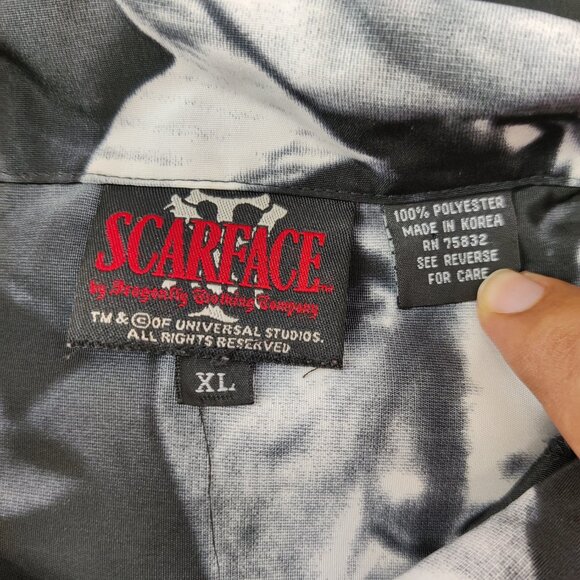 SCARFACE™
by Dragonfly Clothing Company
TM & © OF UNIVERSAL STUDIOS.
ALL RIGHTS RESERVED
XL
100% POLYESTER
MADE IN KOREA
RN 75832
SEE REVERSE
FOR CARE